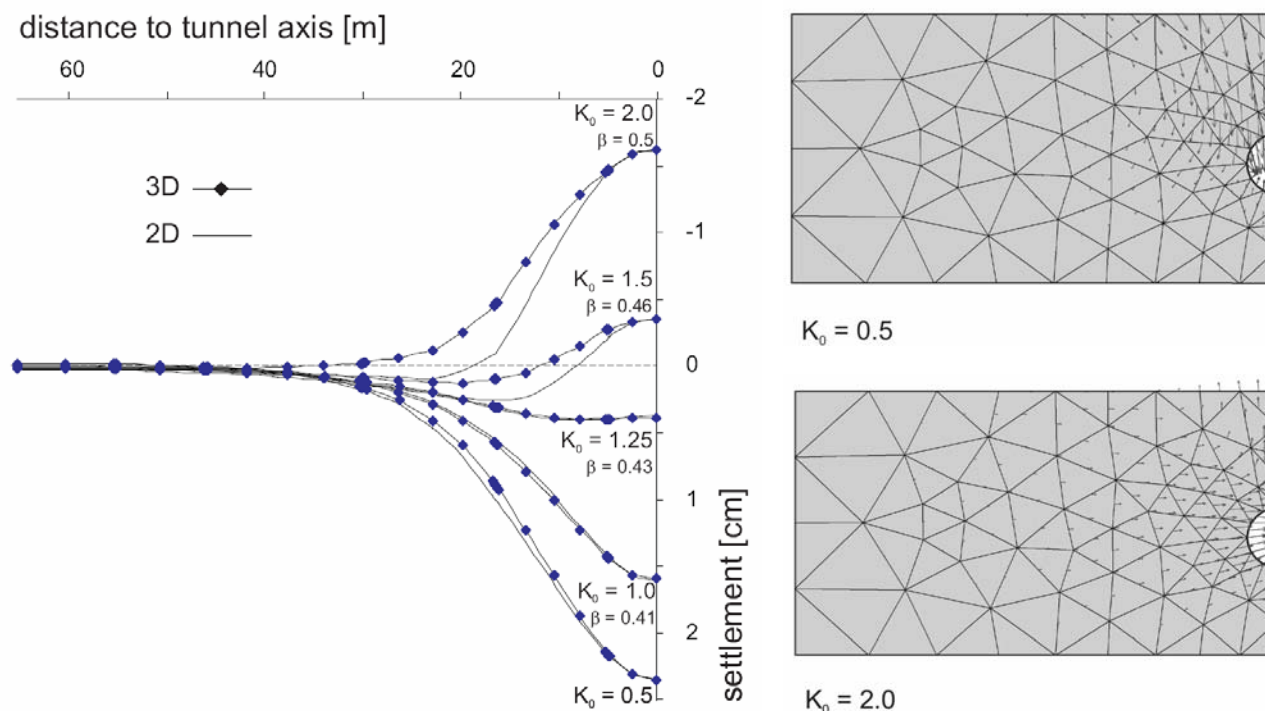 distance to tunnel axis [m]
60 40 20 0
-2
K₀ = 2.0
β = 0.5
3D
2D
-1
K₀ = 1.5
β = 0.46
0
K₀ = 1.25
β = 0.43
1
K₀ = 1.0
β = 0.41
2
K₀ = 0.5
settlement [cm]
K₀ = 0.5
K₀ = 2.0